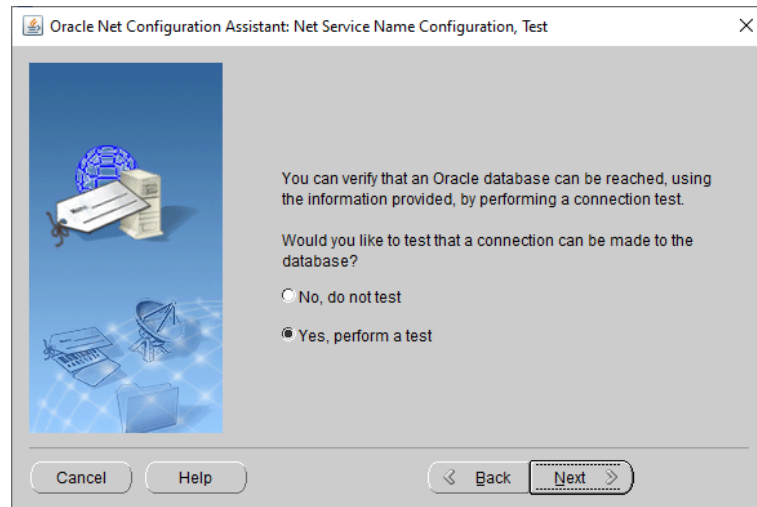 Oracle Net Configuration Assistant: Net Service Name Configuration, Test
You can verify that an Oracle database can be reached, using
the information provided, by performing a connection test.
Would you like to test that a connection can be made to the
database?
No, do not test
Yes, perform a test
Cancel
Help
Back
Next